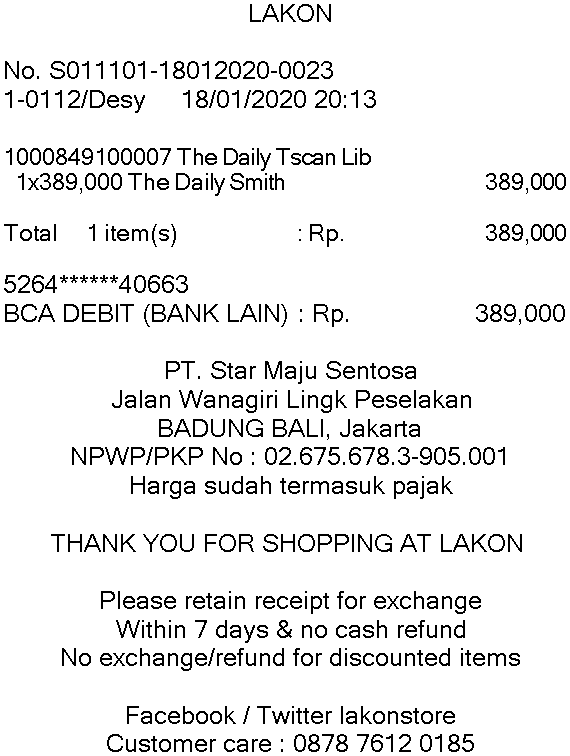 LAKON
No. S011101-18012020-0023
1-0112/Desy 18/01/2020 20:13
1000849100007 The Daily Tscan Lib
1x389,000 The Daily Smith 389,000
Total 1 item(s) : Rp. 389,000
5264******40663
BCA DEBIT (BANK LAIN) : Rp. 389,000
PT. Star Maju Sentosa
Jalan Wanagiri Lingk Peselakan
BADUNG BALI, Jakarta
NPWP/PKP No : 02.675.678.3-905.001
Harga sudah termasuk pajak
THANK YOU FOR SHOPPING AT LAKON
Please retain receipt for exchange
Within 7 days & no cash refund
No exchange/refund for discounted items
Facebook / Twitter lakonstore
Customer care : 0878 7612 0185